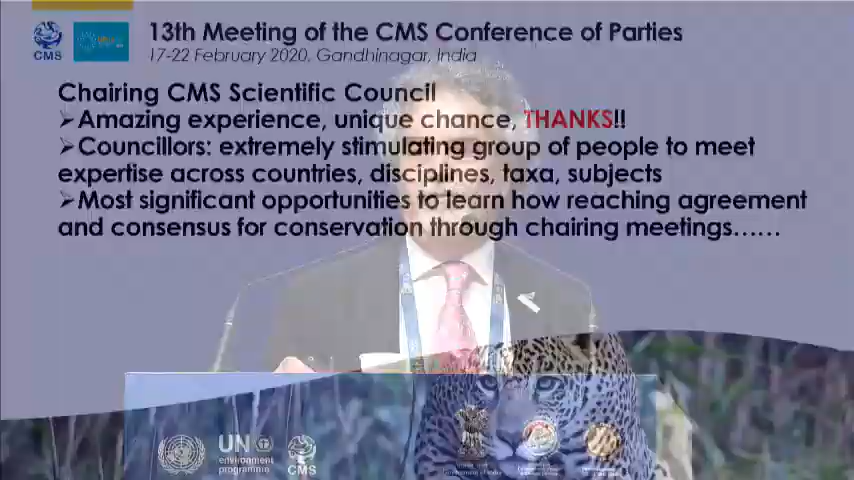 13th Meeting of the CMS Conference of Parties
17-22 February 2020, Gandhinagar, India
CMS
Chairing CMS Scientific Council
➢Amazing experience, unique chance, THANKS!!
➢Councillors: extremely stimulating group of people to meet
expertise across countries, disciplines, taxa, subjects
➢Most significant opportunities to learn how reaching agreement
and consensus for conservation through chairing meetings……
UN
environment
programme
CMS